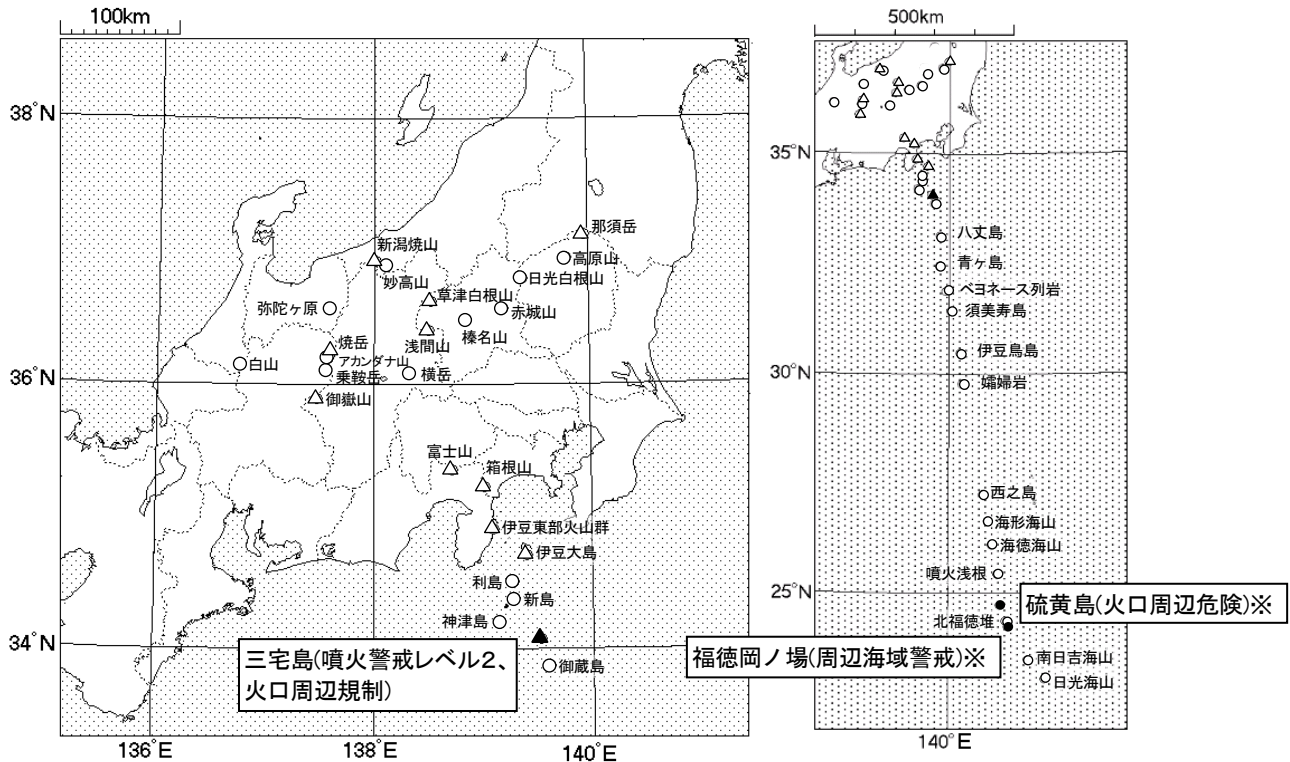 100km
38°N
36°N
34°N
136°E
138°E
140°E
那須岳
新潟焼山
高原山
妙高山
日光白根山
草津白根山
弥陀ヶ原
赤城山
榛名山
浅間山
焼岳
アカンダナ山
白山
乗鞍岳
横岳
御嶽山
富士山
箱根山
伊豆東部火山群
伊豆大島
利島
新島
神津島
三宅島(噴火警戒レベル2、
火口周辺規制)
御蔵島
500km
35°N
30°N
25°N
140°E
八丈島
青ヶ島
ベヨネース列岩
須美寿島
伊豆鳥島
孀婦岩
西之島
海形海山
海徳海山
噴火浅根
硫黄島(火口周辺危険)※
北福徳堆
福徳岡ノ場(周辺海域警戒)※
南日吉海山
日光海山